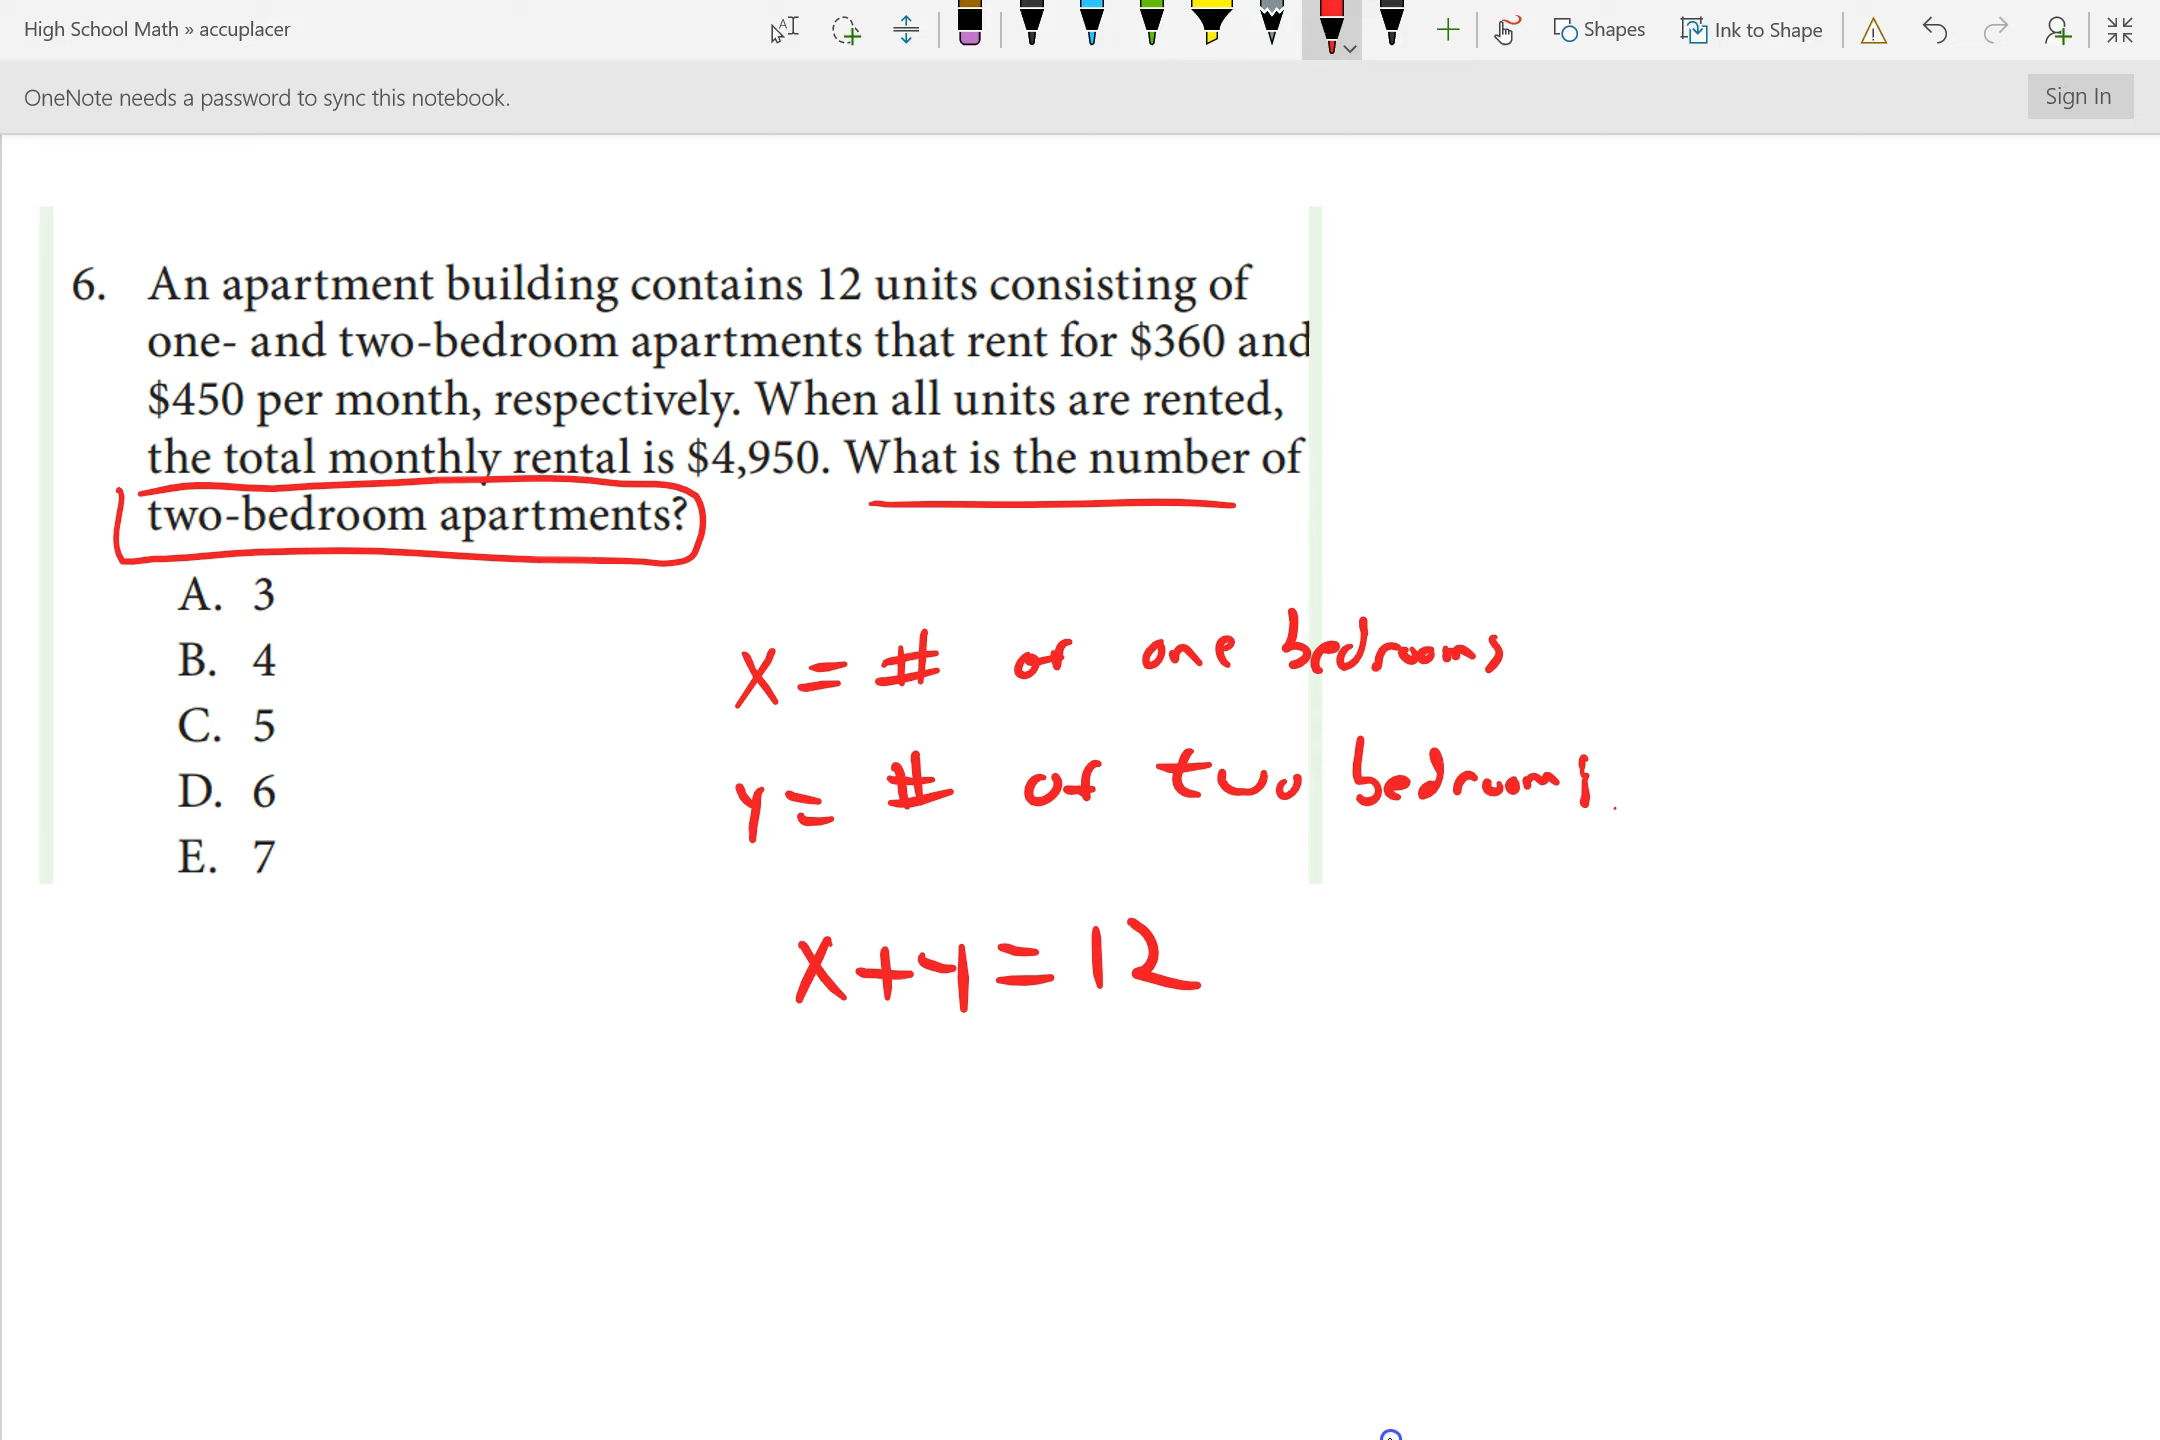 High School Math » accuplacer
Shapes
Ink to Shape
OneNote needs a password to sync this notebook.
Sign In
6. An apartment building contains 12 units consisting of
one- and two-bedroom apartments that rent for $360 and
$450 per month, respectively. When all units are rented,
the total monthly rental is $4,950. What is the number of
two-bedroom apartments?
A. 3
B. 4
C. 5
D. 6
E. 7
x = # of one bedrooms
y = # of two bedrooms.
x+y=12